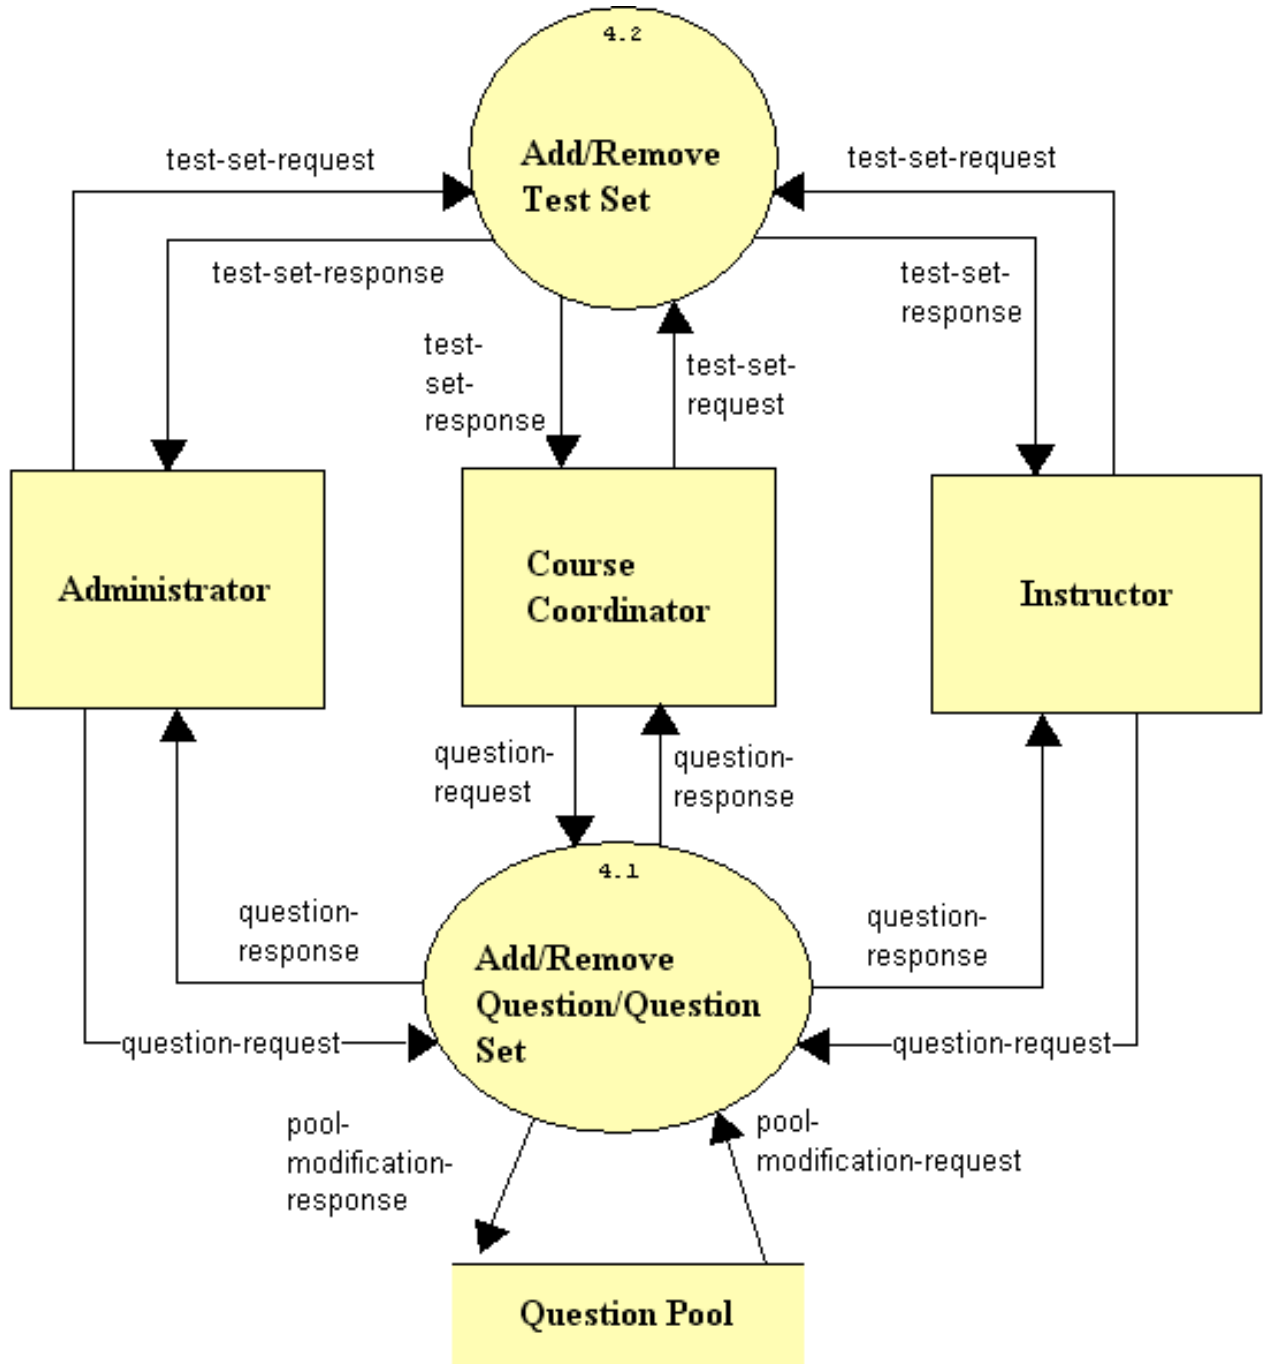 4.2
Add/Remove
Test Set
test-set-request
test-set-request
test-set-response
test-set-
response
test-
set-
response
test-set-
request
Administrator
Course
Coordinator
Instructor
question-
request
question-
response
4.1
question-
response
question-
response
Add/Remove
Question/Question
Set
question-request
question-request
pool-
modification-
response
pool-
modification-request
Question Pool